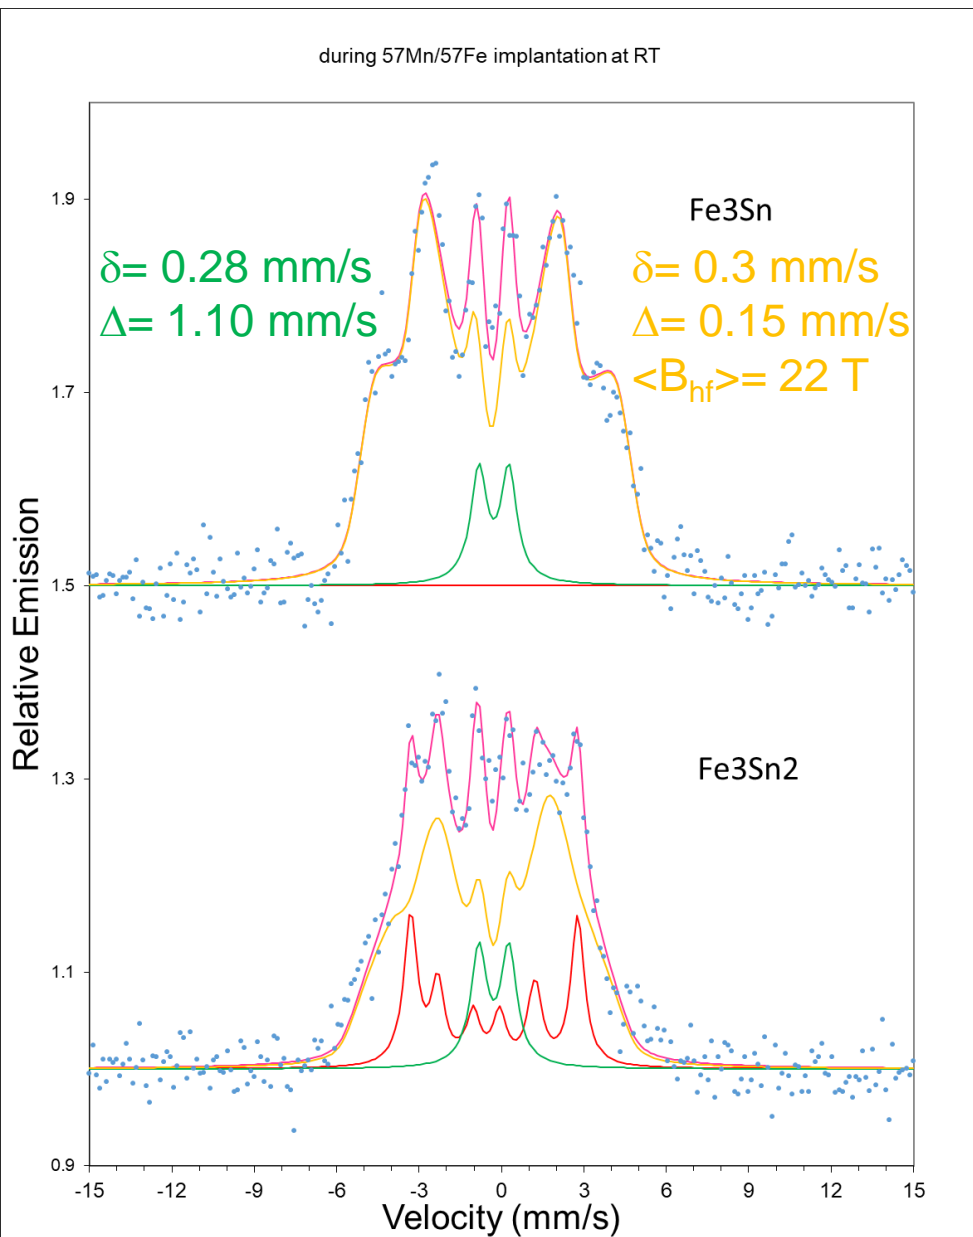 during 57Mn/57Fe implantation at RT
1.9
Fe3Sn
δ= 0.28 mm/s
Δ= 1.10 mm/s
δ= 0.3 mm/s
Δ= 0.15 mm/s
<B_hf>= 22 T
1.7
1.5
Relative Emission
1.3
Fe3Sn2
1.1
0.9
-15 -12 -9 -6 -3 0 3 6 9 12 15
Velocity (mm/s)